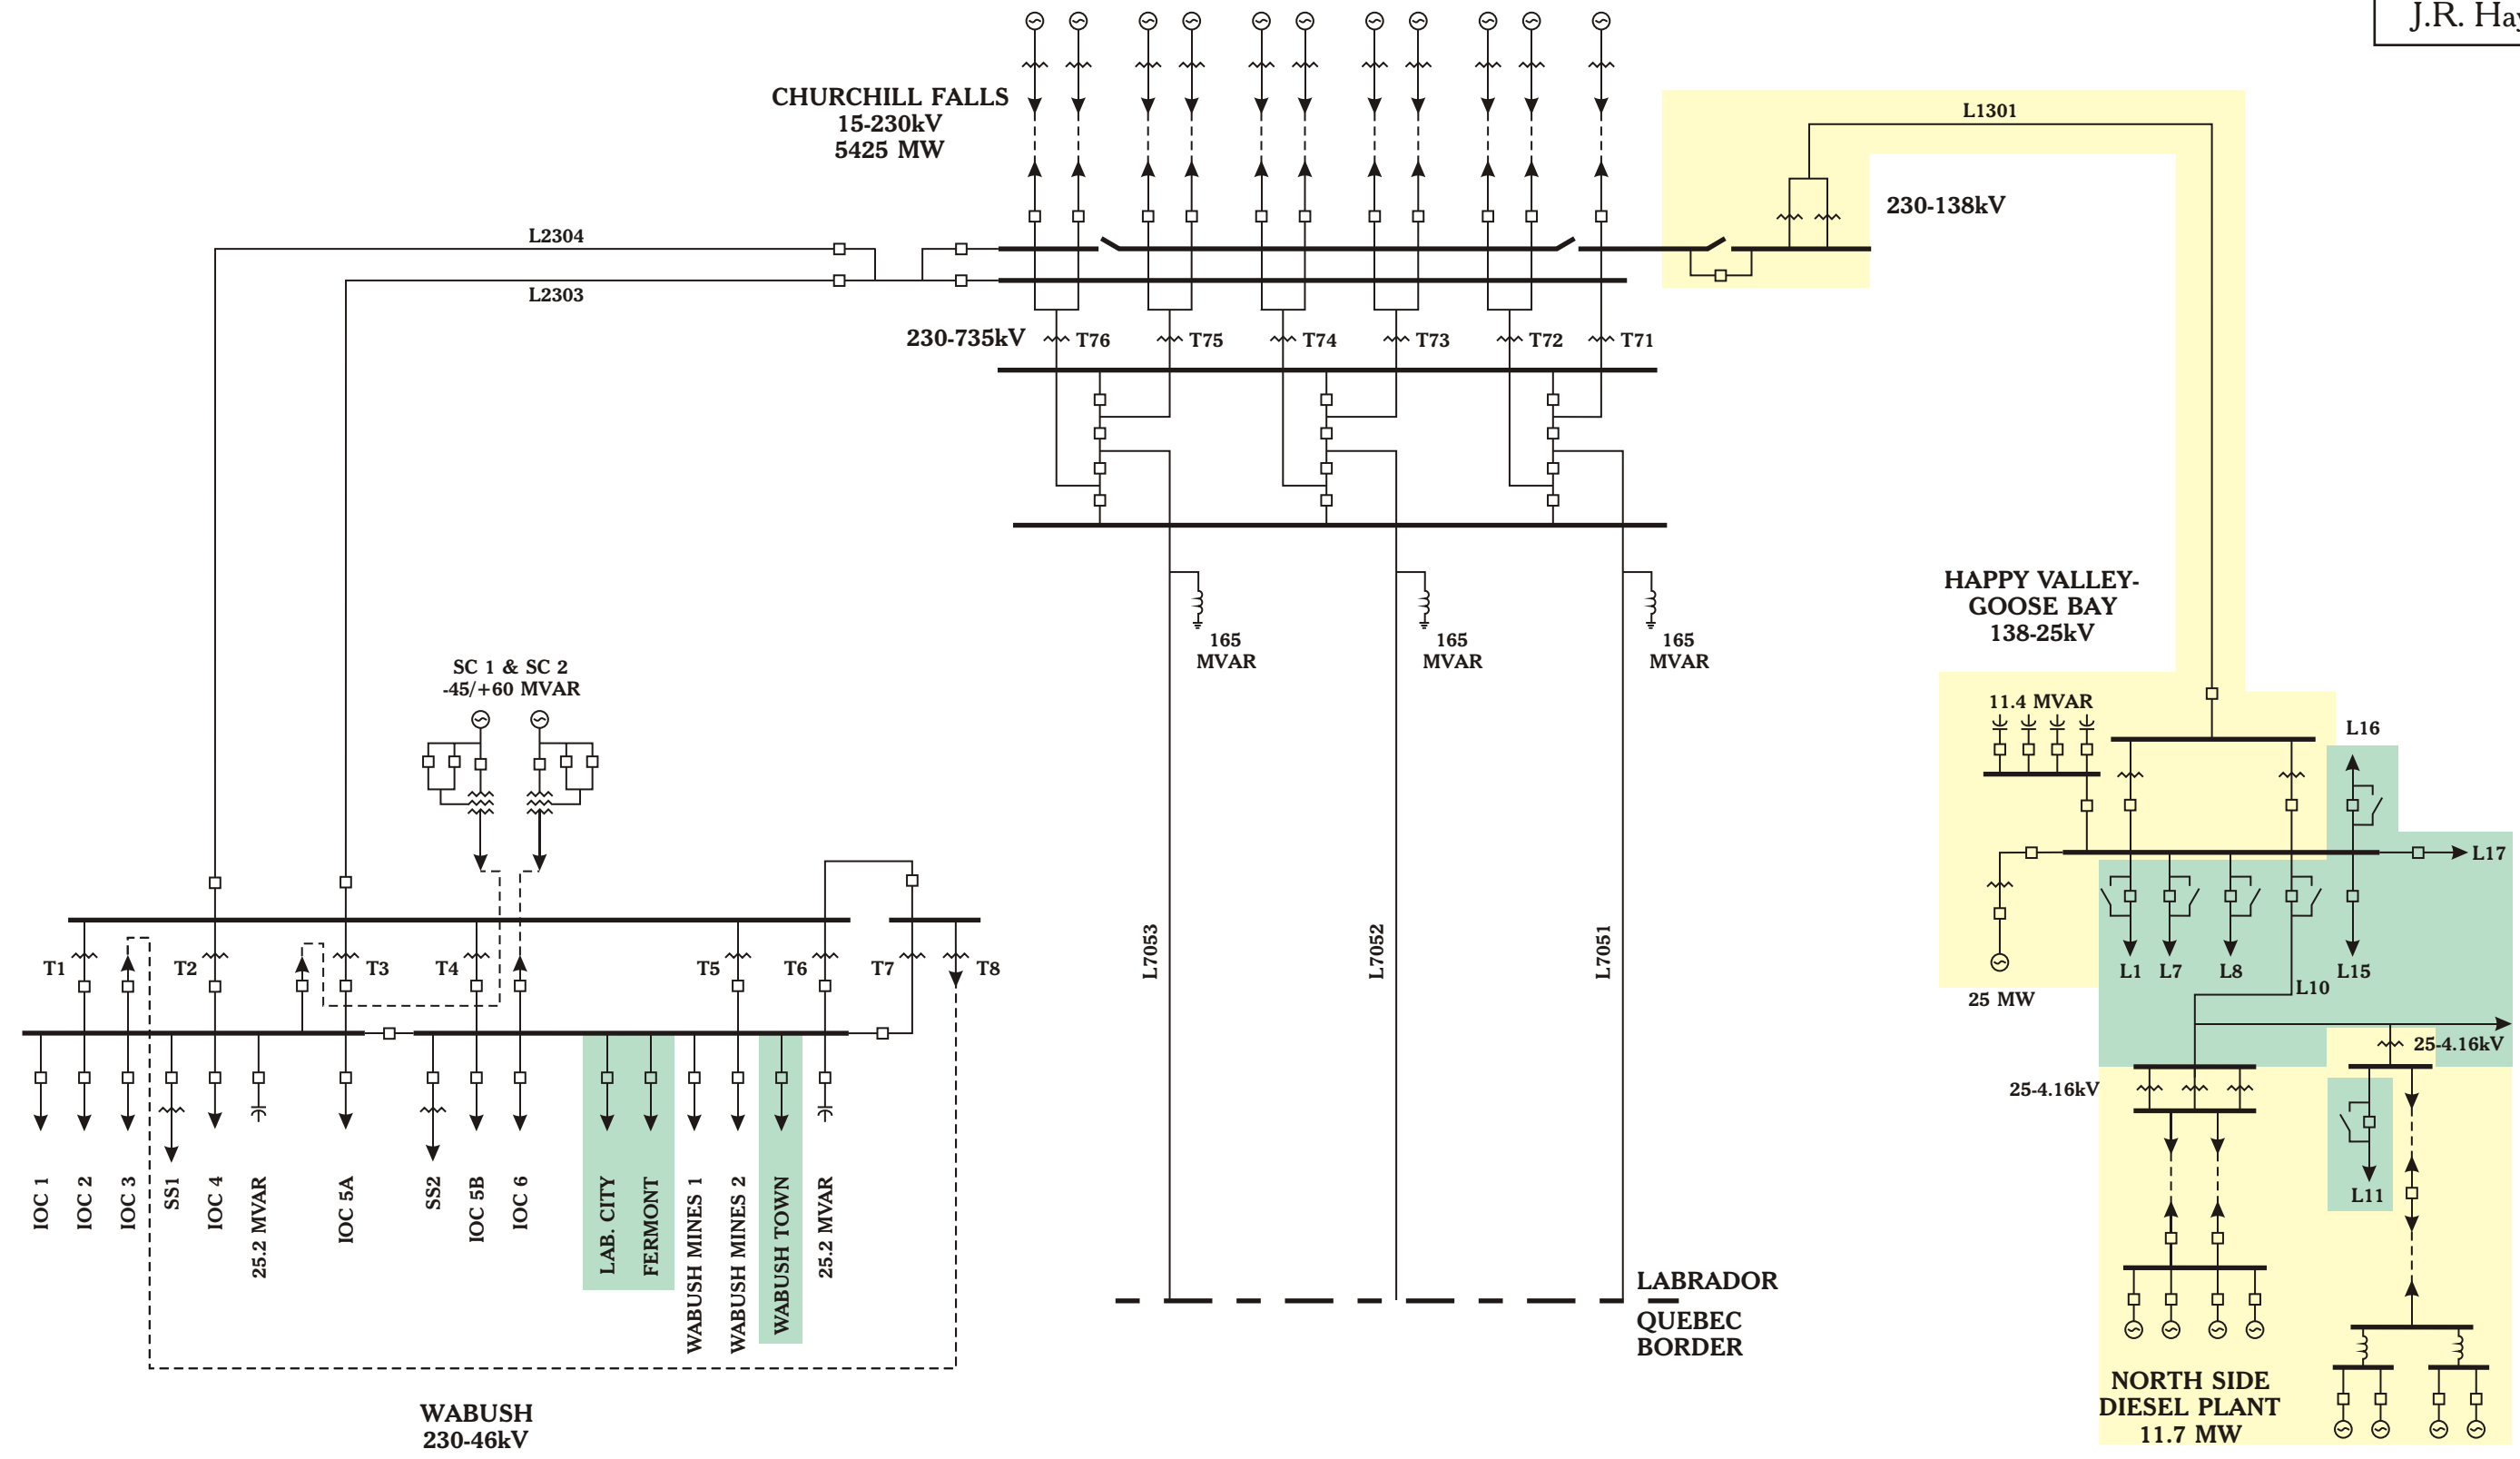 J.R. Hay
CHURCHILL FALLS
15-230kV
5425 MW
L1301
230-138kV
L2304
L2303
230-735kV
T76
T75
T74
T73
T72
T71
165
MVAR
165
MVAR
165
MVAR
HAPPY VALLEY-
GOOSE BAY
138-25kV
SC 1 & SC 2
-45/+60 MVAR
11.4 MVAR
L16
L17
T1
T2
T3
T4
T5
T6
T7
T8
L7053
L7052
L7051
25 MW
L1
L7
L8
L15
L10
25-4.16kV
25-4.16kV
L11
IOC 1
IOC 2
IOC 3
SS1
IOC 4
25.2 MVAR
IOC 5A
SS2
IOC 5B
IOC 6
LAB. CITY
FERMONT
WABUSH MINES 1
WABUSH MINES 2
WABUSH TOWN
25.2 MVAR
LABRADOR
QUEBEC
BORDER
WABUSH
230-46kV
NORTH SIDE
DIESEL PLANT
11.7 MW